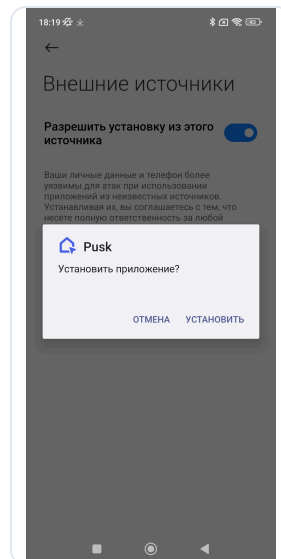 18:19
Внешние источники
Разрешить установку из этого
источника
Ваши личные данные и телефон более
уязвимы для атак при использовании
приложений из неизвестных источников.
Устанавливая их, вы соглашаетесь с тем, что
несете полную ответственность за любой
Pusk
Установить приложение?
ОТМЕНА УСТАНОВИТЬ